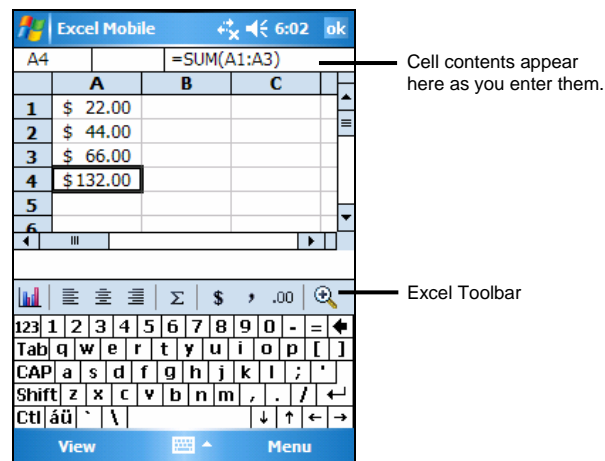 Excel Mobile 6:02 ok
A4 =SUM(A1:A3)
Cell contents appear
here as you enter them.
A B C
1 $ 22.00
2 $ 44.00
3 $ 66.00
4 $132.00
5
6
Σ $ , .00
Excel Toolbar
123 1 2 3 4 5 6 7 8 9 0 - =
Tab q w e r t y u i o p [ ]
CAP a s d f g h j k l ; '
Shift z x c v b n m , . /
Ctl áü ` \ ↓ ↑ ← →
View Menu